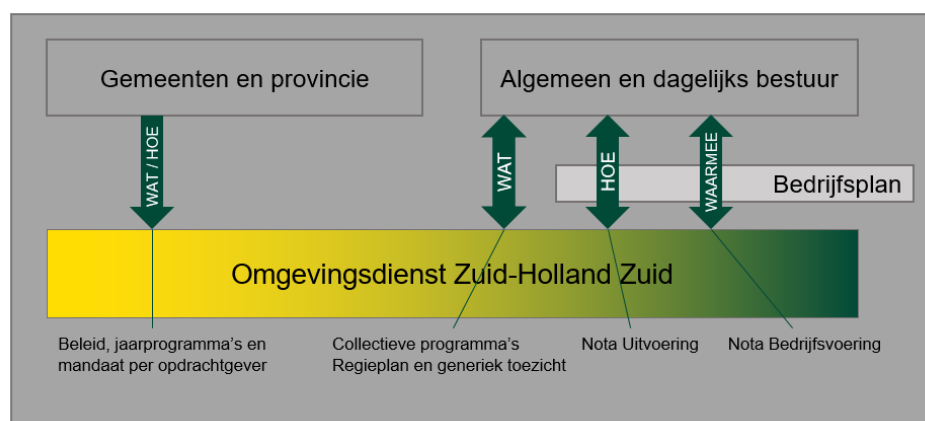 Gemeenten en provincie
Algemeen en dagelijks bestuur
WAT / HOE
WAT
HOE
WAARMEE
Bedrijfsplan
Omgevingsdienst Zuid-Holland Zuid
Beleid, jaarprogramma's en
mandaat per opdrachtgever
Collectieve programma's
Regieplan en generiek toezicht
Nota Uitvoering
Nota Bedrijfsvoering